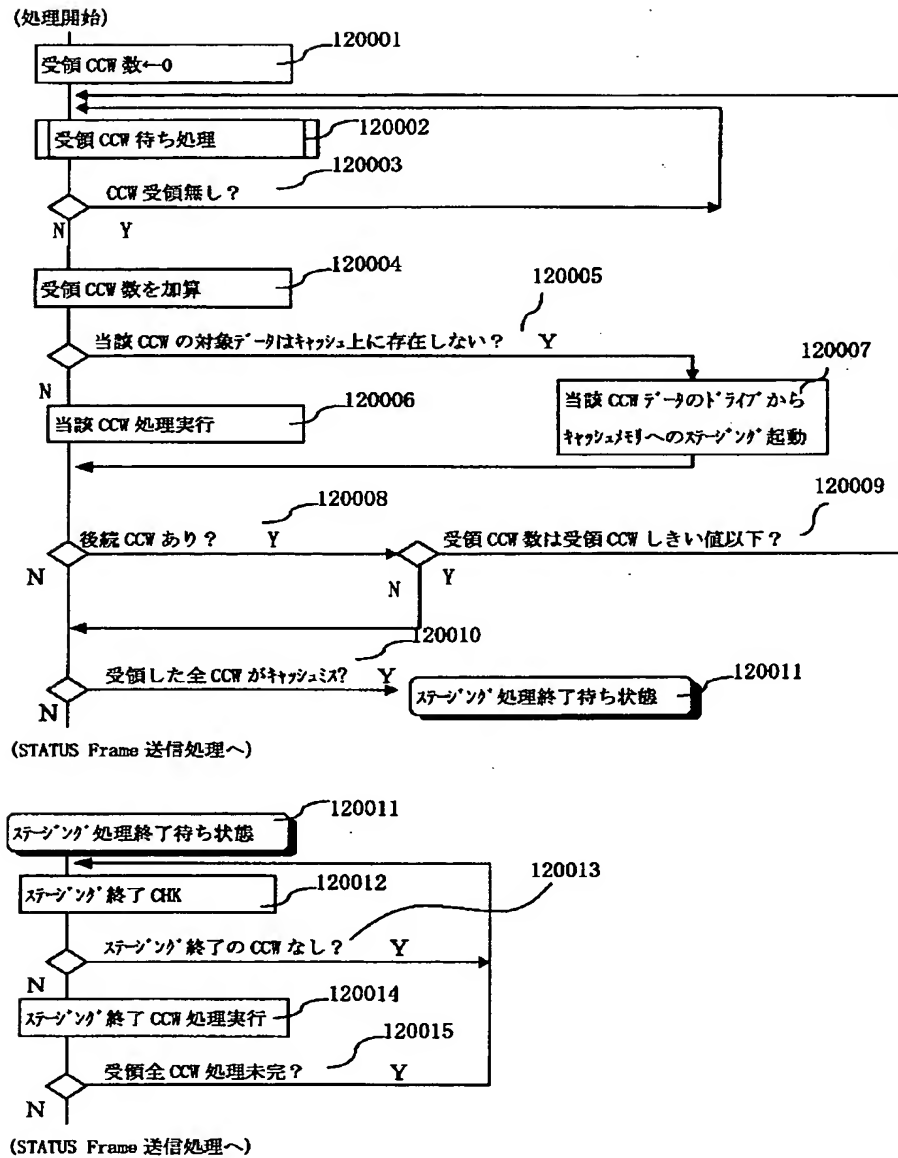 (処理開始)
120001
受領 CCW 数←0
120002
受領 CCW 待ち処理
120003
CCW 受領無し?
N Y
120004
受領 CCW 数を加算
120005
当該 CCW の対象データはキャッシュ上に存在しない? Y
120007
N
120006
当該 CCW 処理実行
当該 CCW データのドライブから
キャッシュメモリへのステージング 起動
120008
120009
後続 CCW あり? Y
受領 CCW 数は受領 CCW しきい値以下?
N
N Y
120010
受領した全 CCW がキャッシュミス? Y
120011
ステージング 処理終了待ち状態
N
(STATUS Frame 送信処理へ)
120011
ステージング 処理終了待ち状態
120012
120013
ステージング 終了 CHK
ステージング 終了の CCW なし? Y
N
120014
ステージング 終了 CCW 処理実行
120015
受領全 CCW 処理未完? Y
N
(STATUS Frame 送信処理へ)